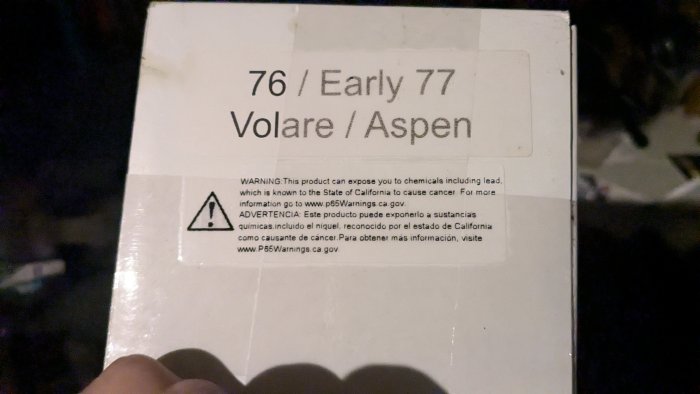 76 / Early 77
Volare / Aspen
WARNING:This product can expose you to chemicals including lead,
which is known to the State of California to cause cancer. For more
information go to www.p65Warnings.ca.gov.
ADVERTENCIA: Este producto puede exponerlo a sustancias
quimicas,incluido el niquel, reconocido por el estado de California
como causante de cáncer.Para obtener más información, visite
www.P65Warnings.ca.gov